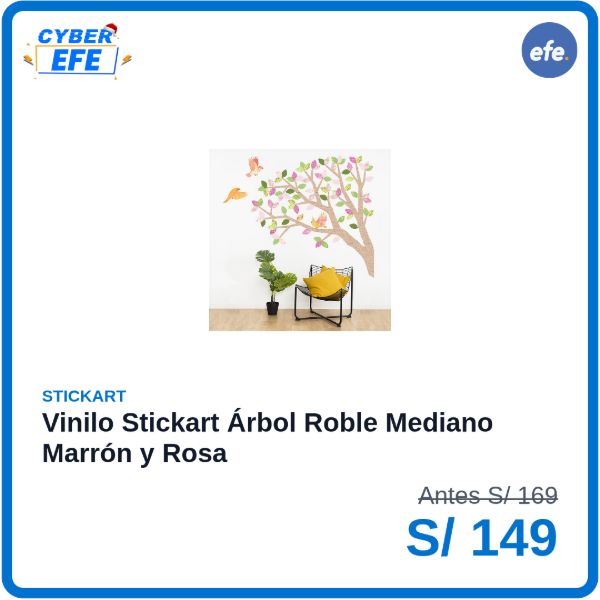 CYBER
EFE
efe.
STICKART
Vinilo Stickart Árbol Roble Mediano
Marrón y Rosa
Antes S/ 169
S/ 149